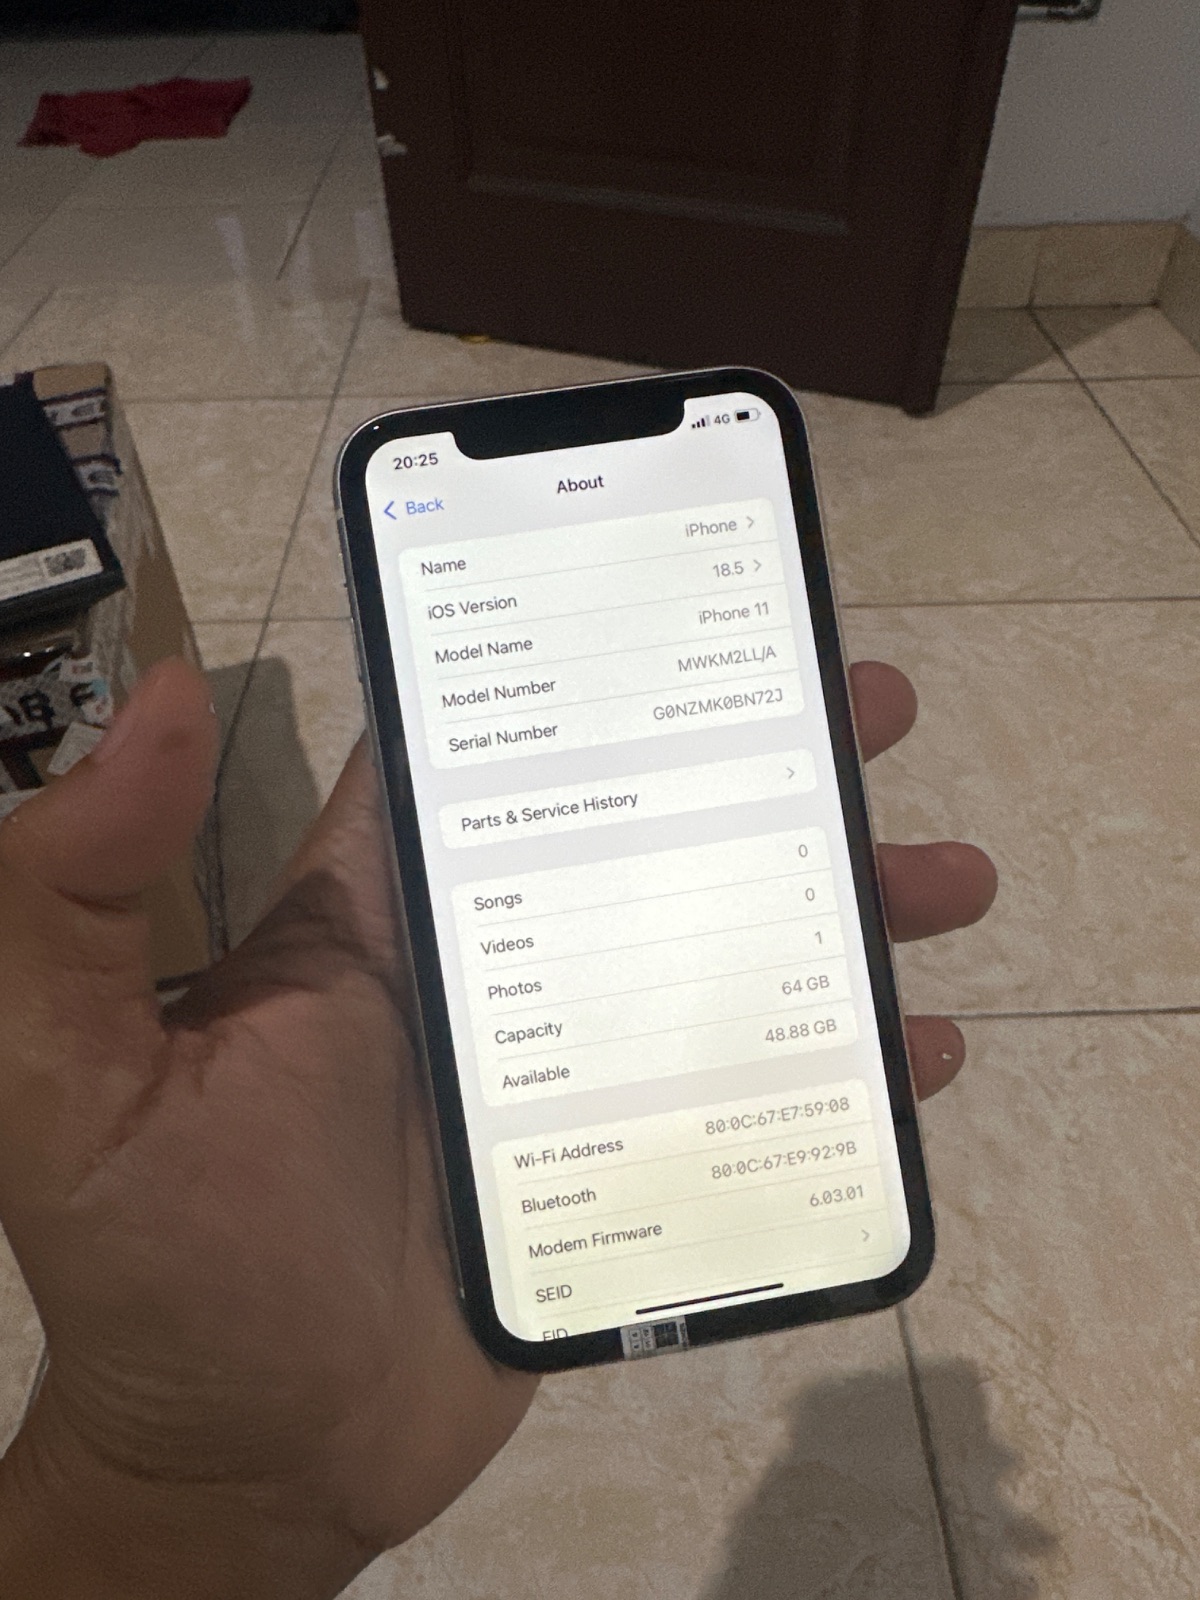 20:25
4G
Back
About
Name iPhone
iOS Version 18.5
Model Name iPhone 11
Model Number MWKM2LL/A
Serial Number G0NZMK0BN72J
Parts & Service History
Songs 0
Videos 0
Photos 1
Capacity 64 GB
Available 48.88 GB
Wi-Fi Address 80:0C:67:E7:59:08
Bluetooth 80:0C:67:E9:92:9B
Modem Firmware 6.03.01
SEID
EID